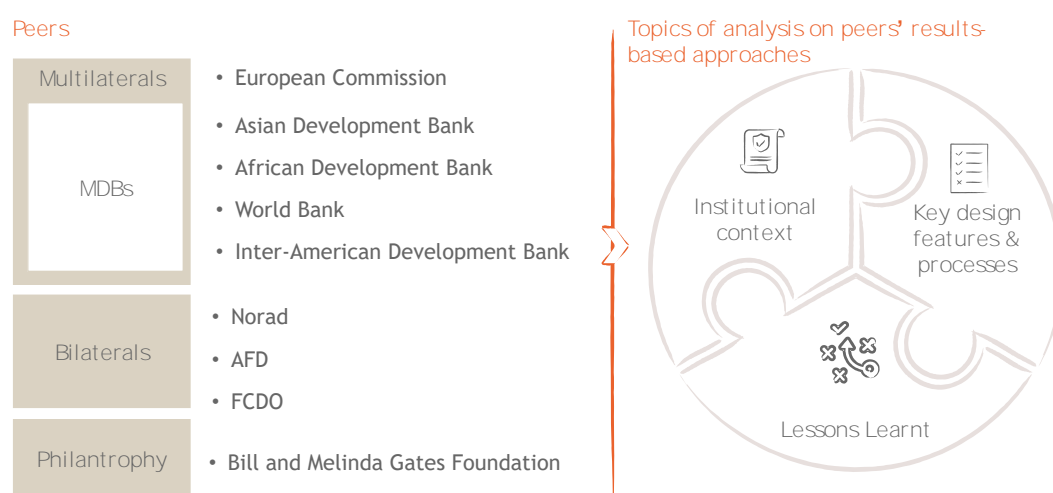 Peers
Multilaterals
• European Commission
MDBs
• Asian Development Bank
• African Development Bank
• World Bank
• Inter-American Development Bank
Bilaterals
• Norad
• AFD
• FCDO
Philantrophy
• Bill and Melinda Gates Foundation
Topics of analysis on peers’ results-
based approaches
Institutional
context
Key design
features &
processes
Lessons Learnt